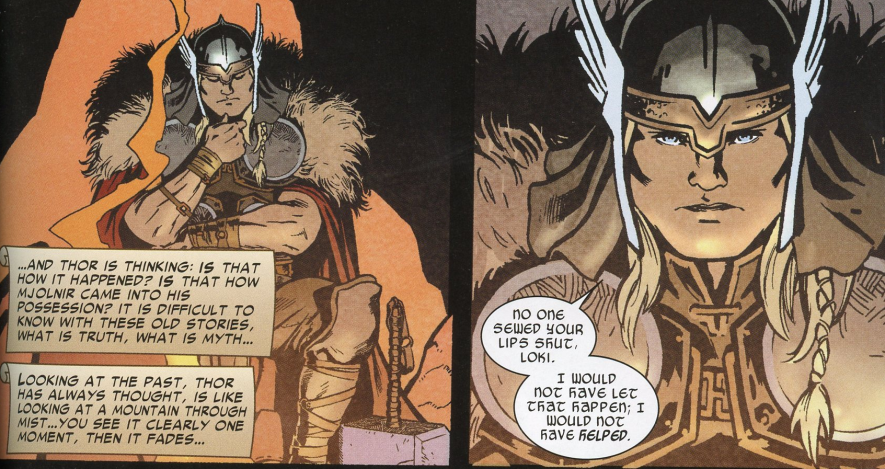 ...AND THOR IS THINKING: IS THAT
HOW IT HAPPENED? IS THAT HOW
MJOLNIR CAME INTO HIS
POSSESSION? IT IS DIFFICULT TO
KNOW WITH THESE OLD STORIES,
WHAT IS TRUTH, WHAT IS MYTH...
LOOKING AT THE PAST, THOR
HAS ALWAYS THOUGHT, IS LIKE
LOOKING AT A MOUNTAIN THROUGH
MIST...YOU SEE IT CLEARLY ONE
MOMENT, THEN IT FADES...
NO ONE
SEWED YOUR
LIPS SHUT,
LOKI.
I WOULD
NOT HAVE LET
THAT HAPPEN; I
WOULD NOT
HAVE HELPED.